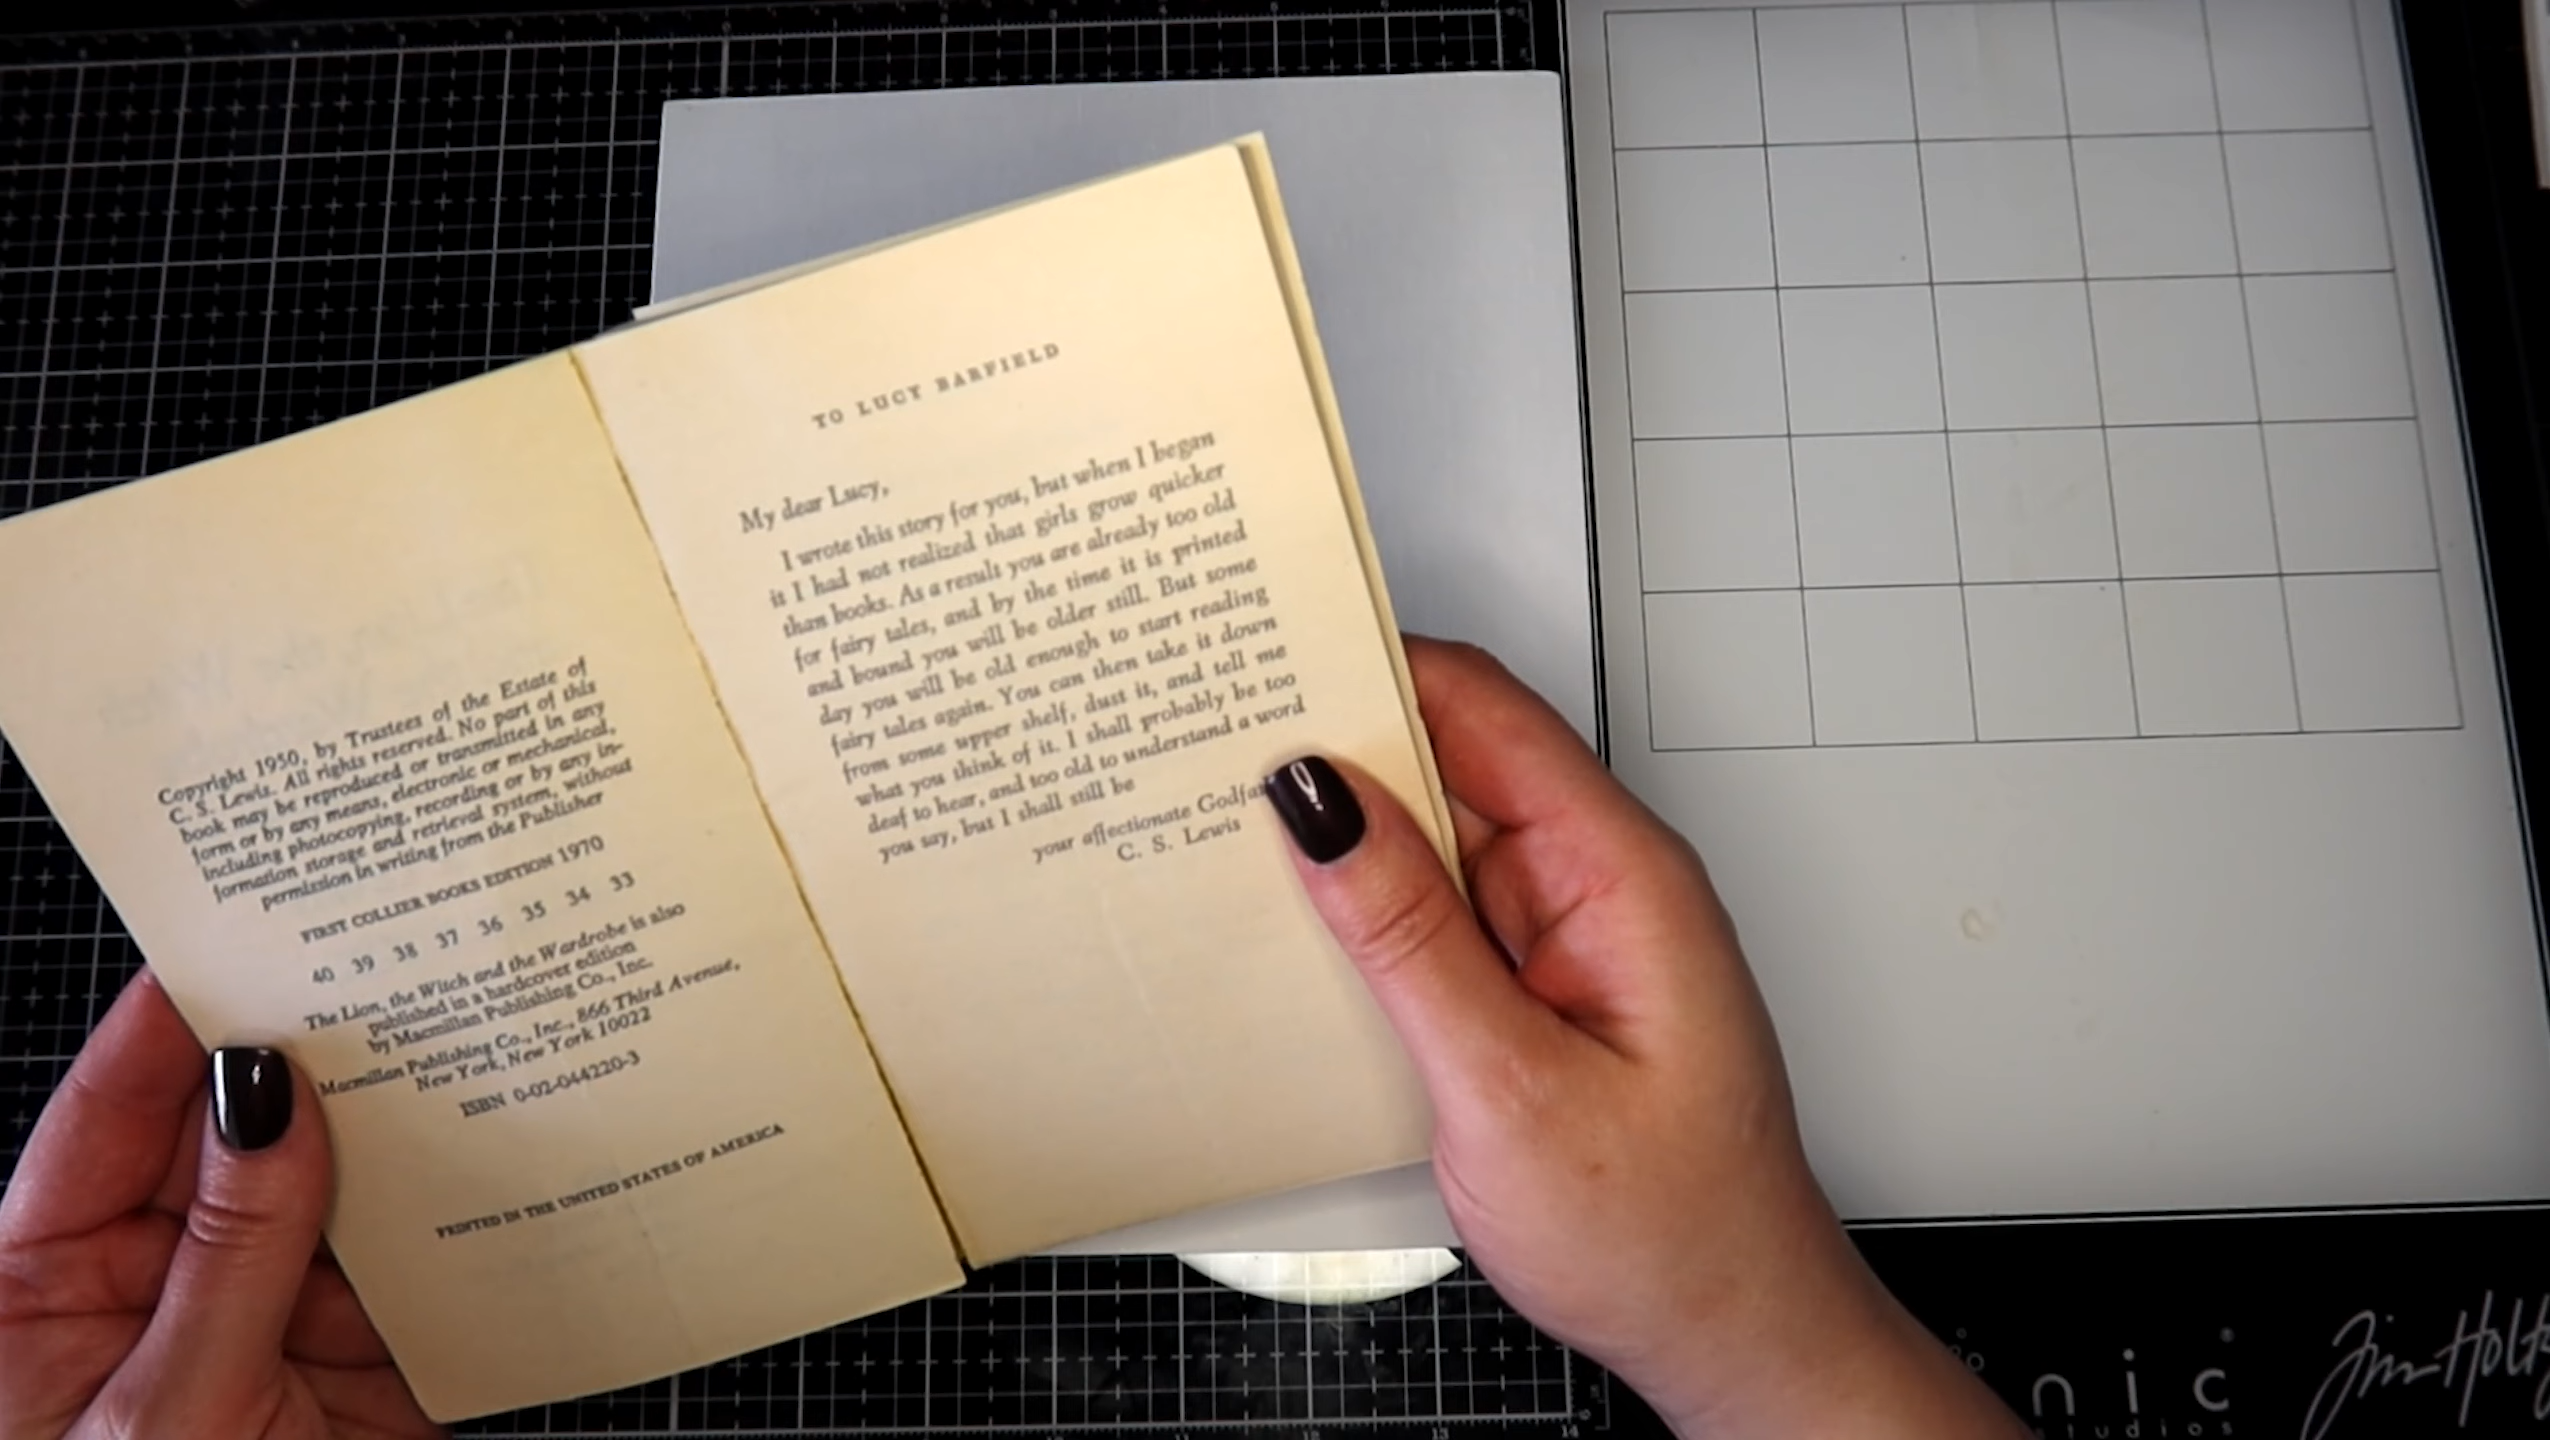 Copyright 1950, by Trustees of the Estate of
C. S. Lewis. All rights reserved. No part of this
book may be reproduced or transmitted in any
form or by any means, electronic or mechanical,
including photocopying, recording or by any in-
formation storage and retrieval system, without
permission in writing from the Publisher
FIRST COLLIER BOOKS EDITION 1970
40 39 38 37 36 35 34 33
The Lion, the Witch and the Wardrobe is also
published in a hardcover edition
by Macmillan Publishing Co., Inc.
Macmillan Publishing Co., Inc., 866 Third Avenue,
New York, New York 10022
ISBN 0-02-044220-3
PRINTED IN THE UNITED STATES OF AMERICA
TO LUCY BARFIELD
My dear Lucy,
I wrote this story for you, but when I began
it I had not realized that girls grow quicker
than books. As a result you are already too old
for fairy tales, and by the time it is printed
and bound you will be older still. But some
day you will be old enough to start reading
fairy tales again. You can then take it down
from some upper shelf, dust it, and tell me
what you think of it. I shall probably be too
deaf to hear, and too old to understand a word
you say, but I shall still be
your affectionate Godfa
C. S. Lewis
nic
studios
Tim Holtz
11 12 13 14